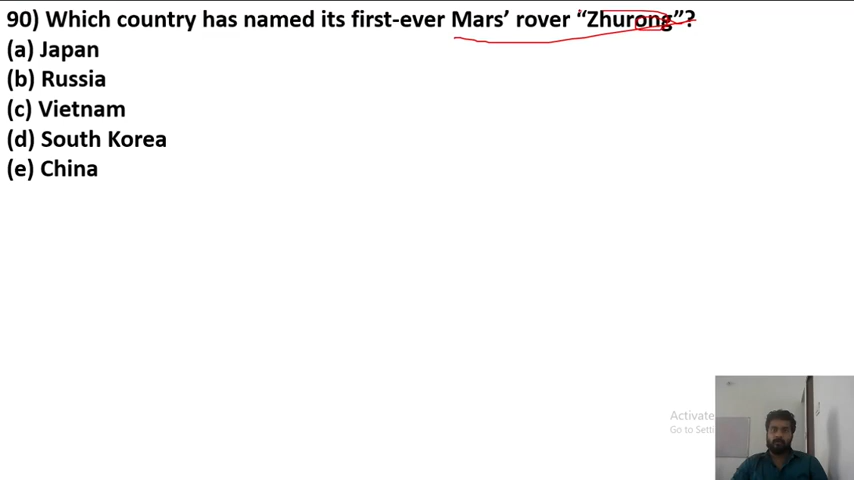 90) Which country has named its first-ever Mars’ rover “Zhurong”?
(a) Japan
(b) Russia
(c) Vietnam
(d) South Korea
(e) China
Activate
Go to Setti